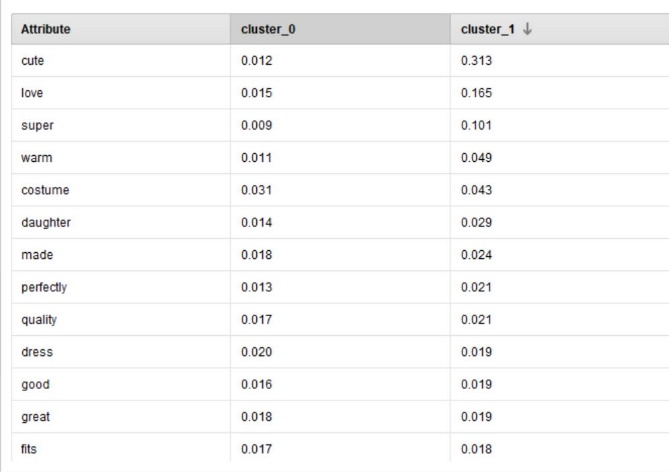 Attribute cluster_0 cluster_1 ↓
cute 0.012 0.313
love 0.015 0.165
super 0.009 0.101
warm 0.011 0.049
costume 0.031 0.043
daughter 0.014 0.029
made 0.018 0.024
perfectly 0.013 0.021
quality 0.017 0.021
dress 0.020 0.019
good 0.016 0.019
great 0.018 0.019
fits 0.017 0.018